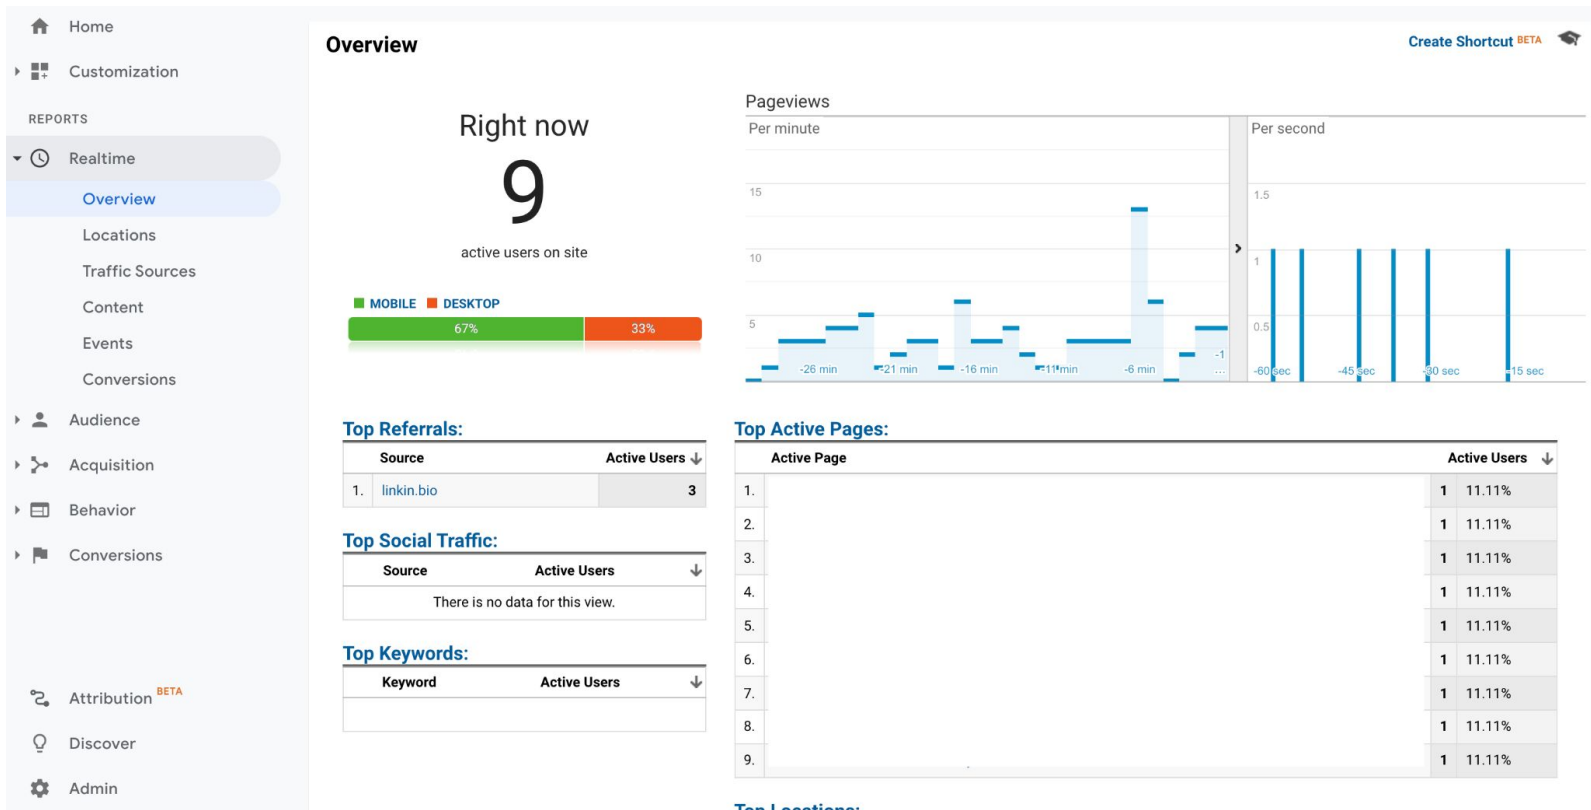 Home
Customization
REPORTS
Realtime
Overview
Locations
Traffic Sources
Content
Events
Conversions
Audience
Acquisition
Behavior
Conversions
Attribution BETA
Discover
Admin
Overview
Create Shortcut BETA
Right now
9
active users on site
MOBILE DESKTOP
67% 33%
Pageviews
Per minute
15
10
5
-26 min -21 min -16 min -11 min -6 min -1
...
Per second
1.5
1
0.5
-60 sec -45 sec -30 sec -15 sec
Top Referrals:
Source Active Users
1. linkin.bio 3
Top Social Traffic:
Source Active Users
There is no data for this view.
Top Keywords:
Keyword Active Users
Top Active Pages:
Active Page Active Users
1. 1 11.11%
2. 1 11.11%
3. 1 11.11%
4. 1 11.11%
5. 1 11.11%
6. 1 11.11%
7. 1 11.11%
8. 1 11.11%
9. 1 11.11%
Top Locations: